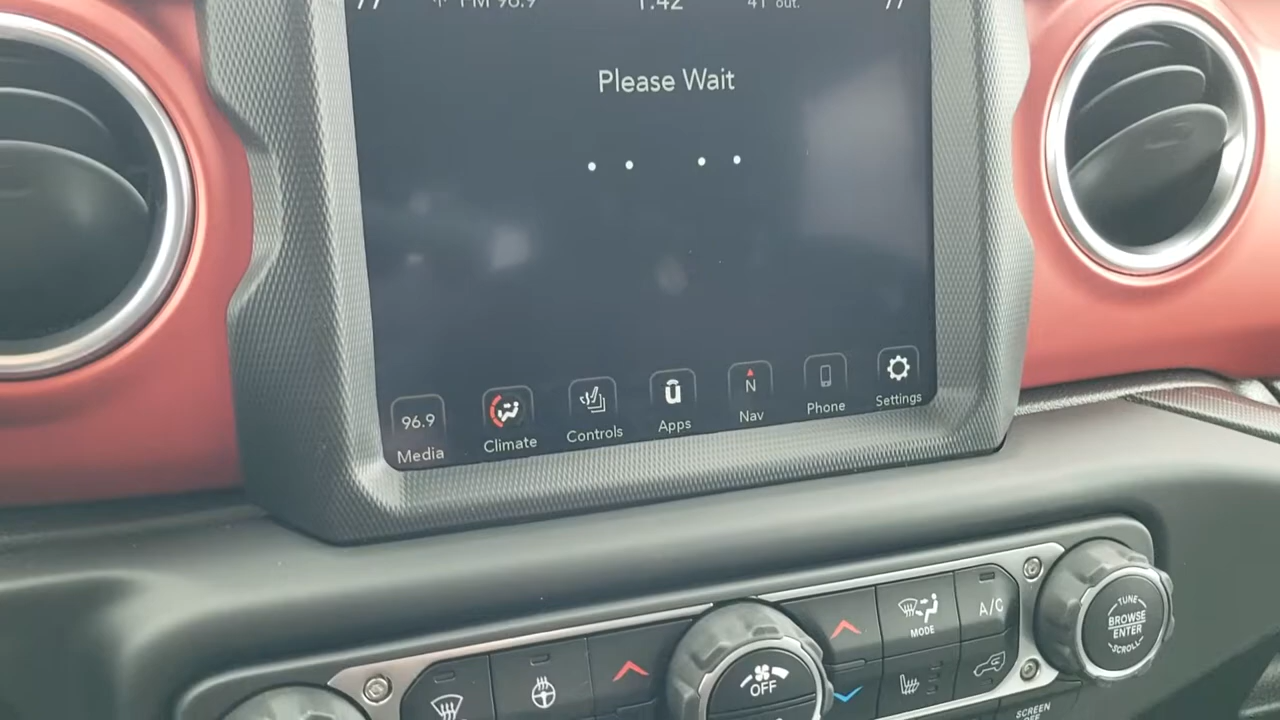 77 FM 96.9 1:42 41° out. 77
Please Wait
96.9
Media
Climate
Controls
u
Apps
N
Nav
Phone
Settings
MODE
A/C
TUNE
BROWSE
ENTER
SCROLL
OFF
SCREEN
OFF